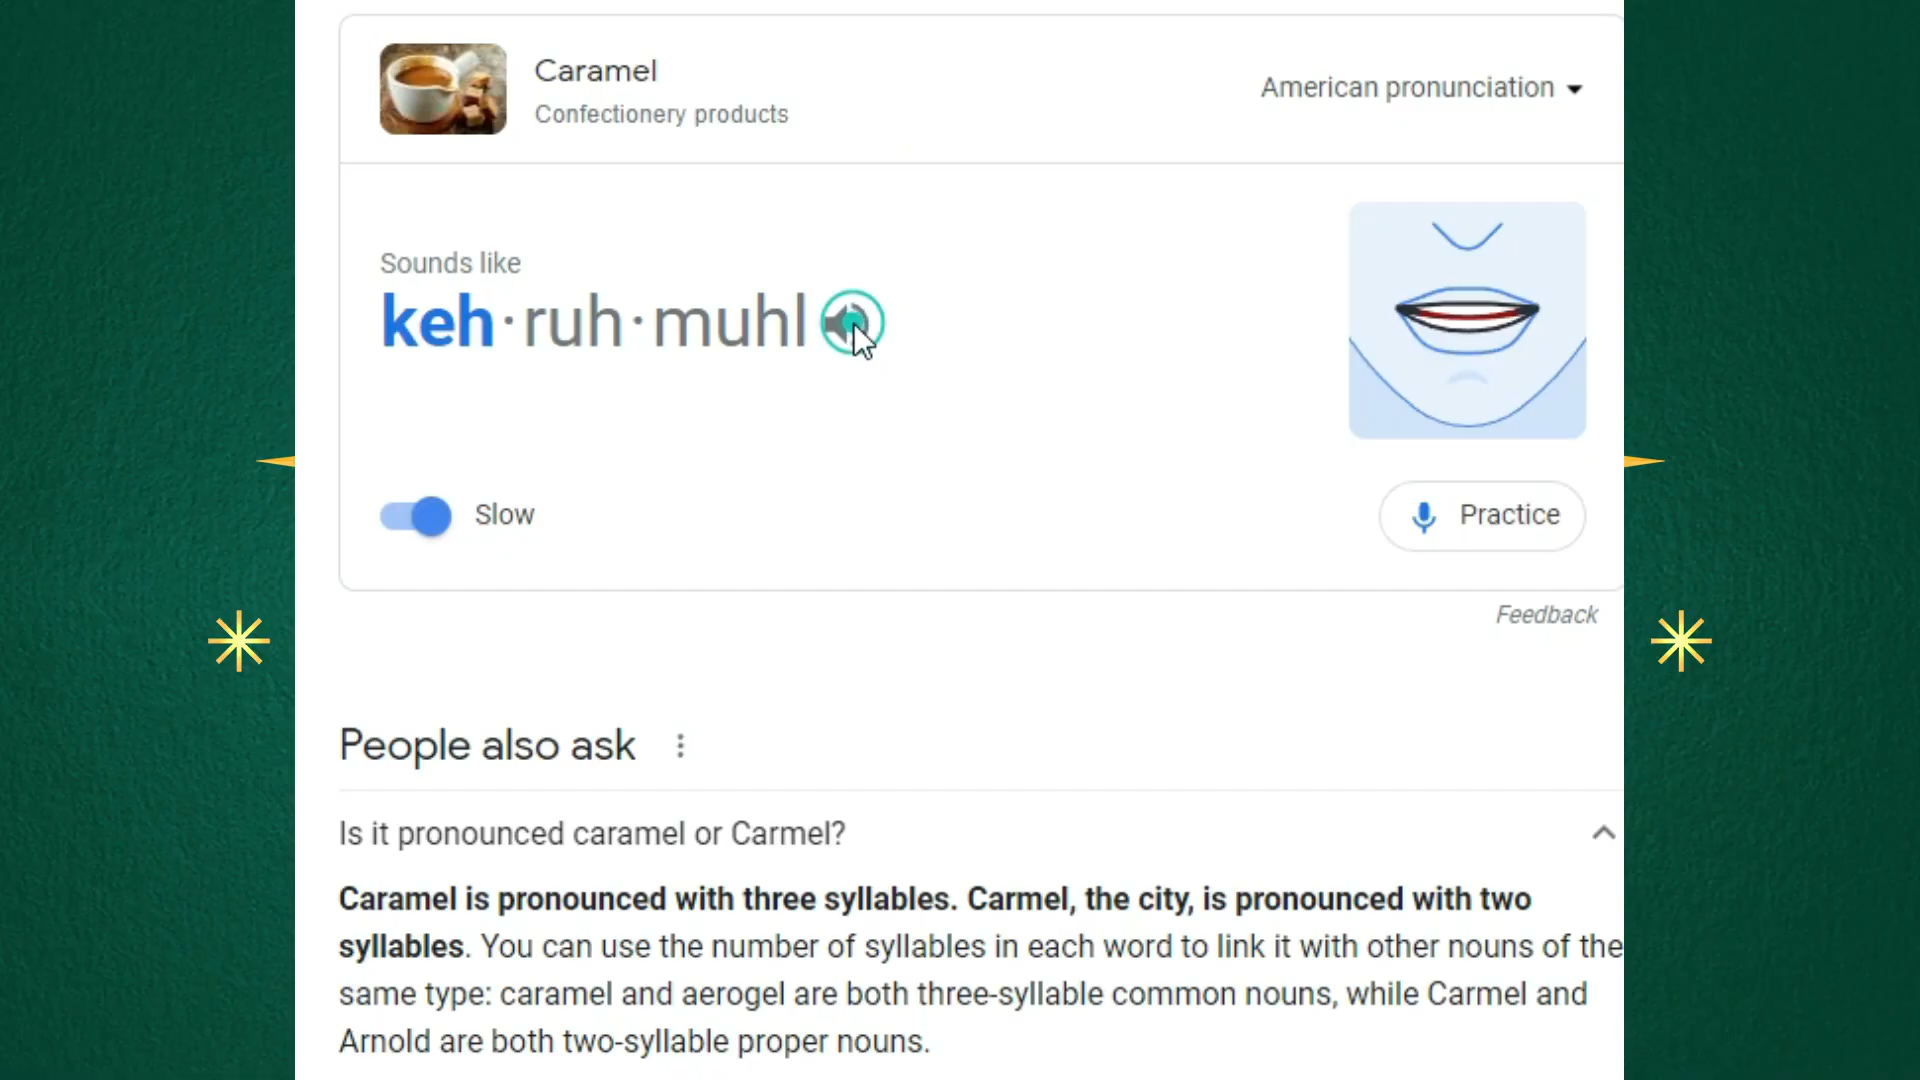 Caramel
Confectionery products
American pronunciation
Sounds like
keh·ruh·muhl
Slow
Practice
Feedback
People also ask
Is it pronounced caramel or Carmel?
Caramel is pronounced with three syllables. Carmel, the city, is pronounced with two
syllables. You can use the number of syllables in each word to link it with other nouns of the
same type: caramel and aerogel are both three-syllable common nouns, while Carmel and
Arnold are both two-syllable proper nouns.